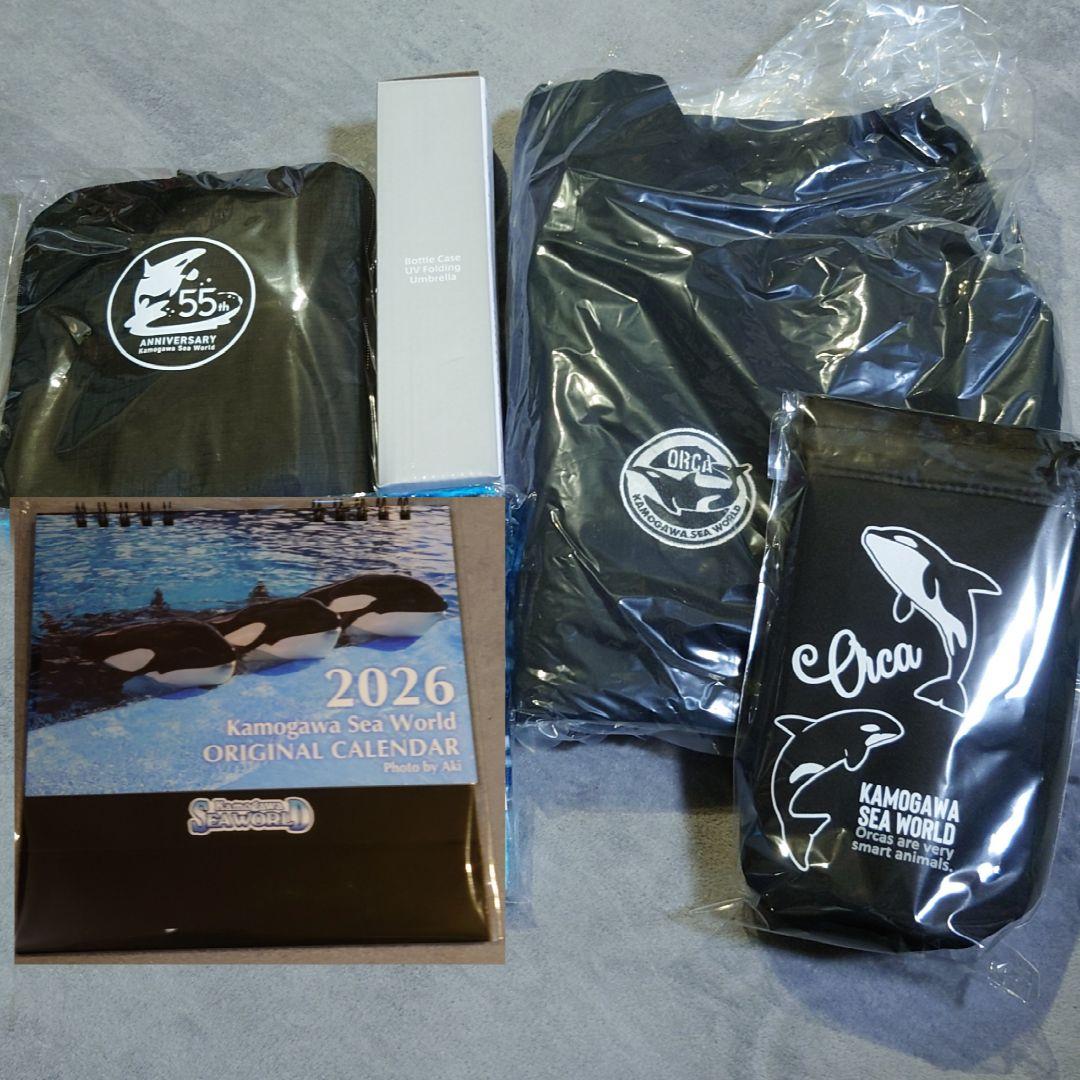 55th
ANNIVERSARY
Kamogawa Sea World
Bottle Case
UV Folding
Umbrella
ORCA
KAMOGAWA SEA WORLD
Orca
KAMOGAWA
SEA WORLD
Orcas are very
smart animals.
2026
Kamogawa Sea World
ORIGINAL CALENDAR
Photo by Aki
Kamogawa
SEAWORLD